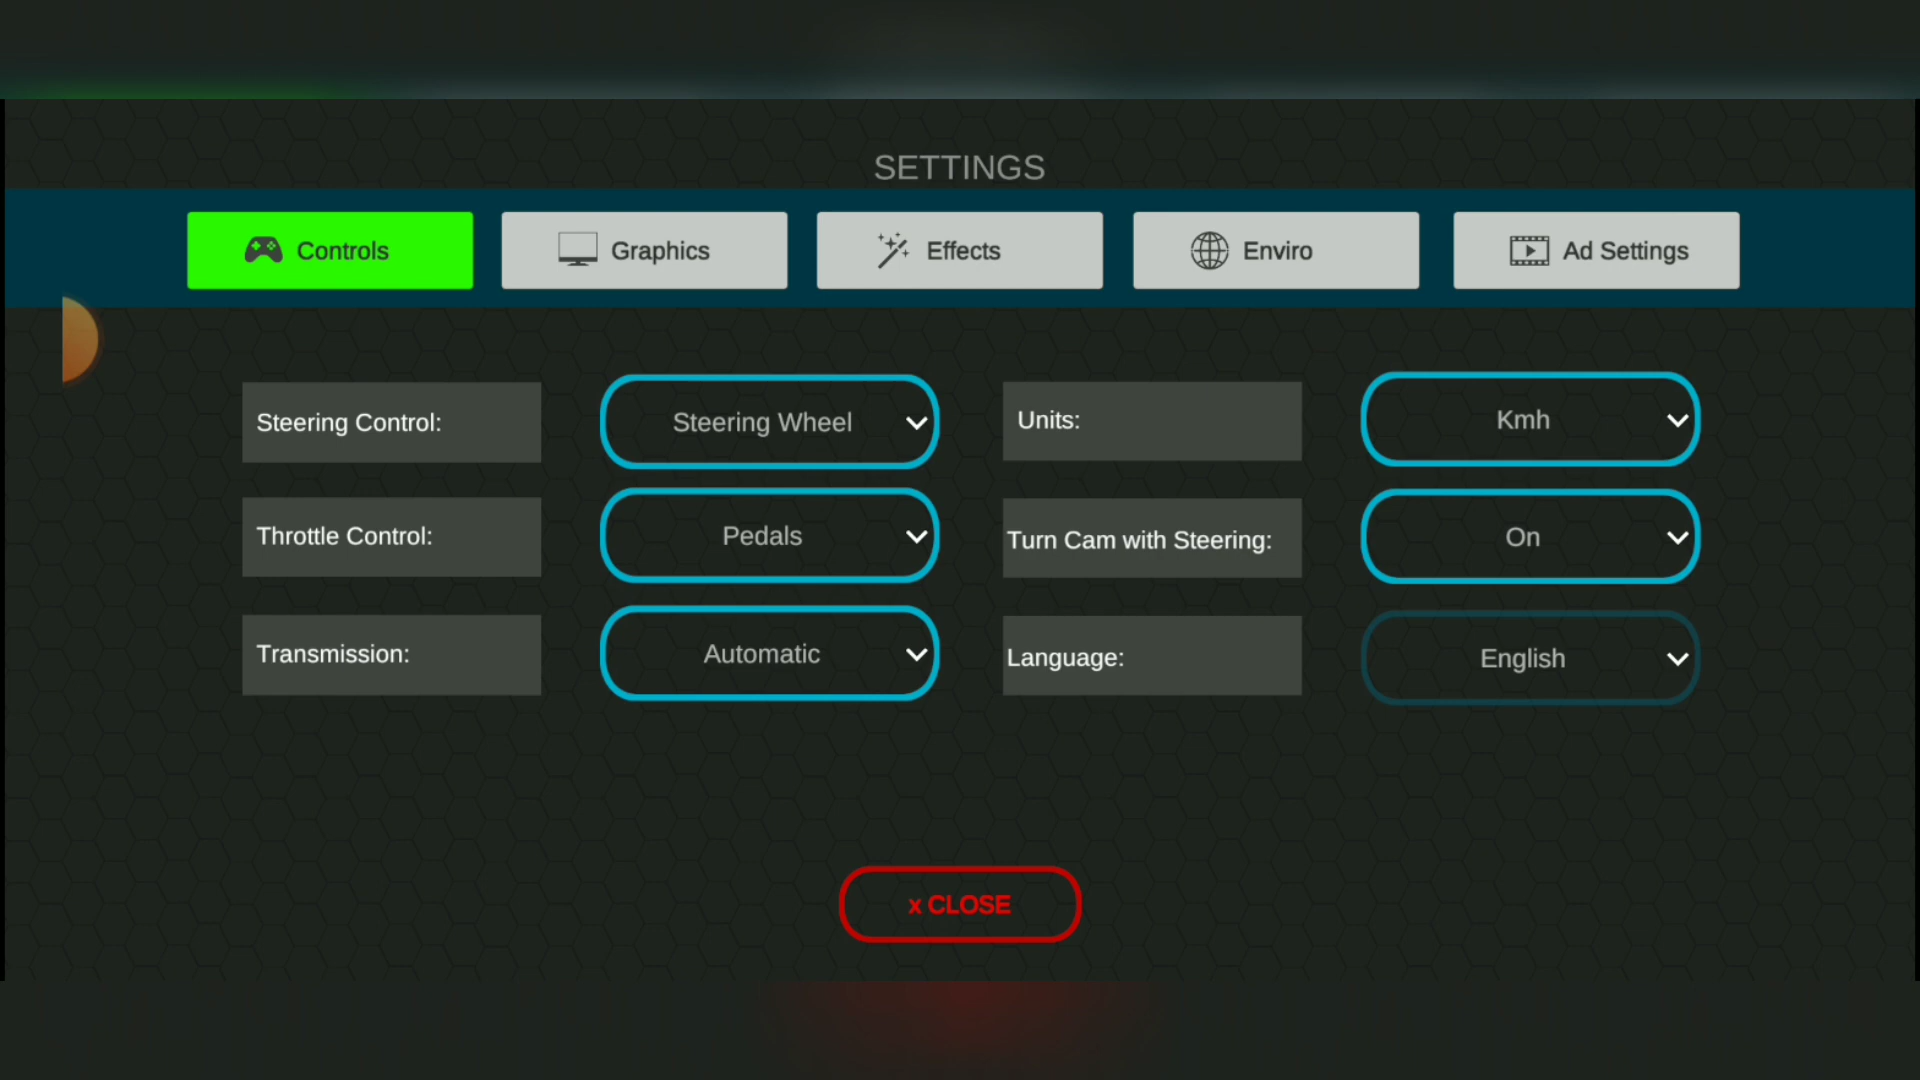 SETTINGS
Controls
Graphics
Effects
Enviro
Ad Settings
Steering Control:
Steering Wheel
Units:
Kmh
Throttle Control:
Pedals
Turn Cam with Steering:
On
Transmission:
Automatic
Language:
English
x CLOSE